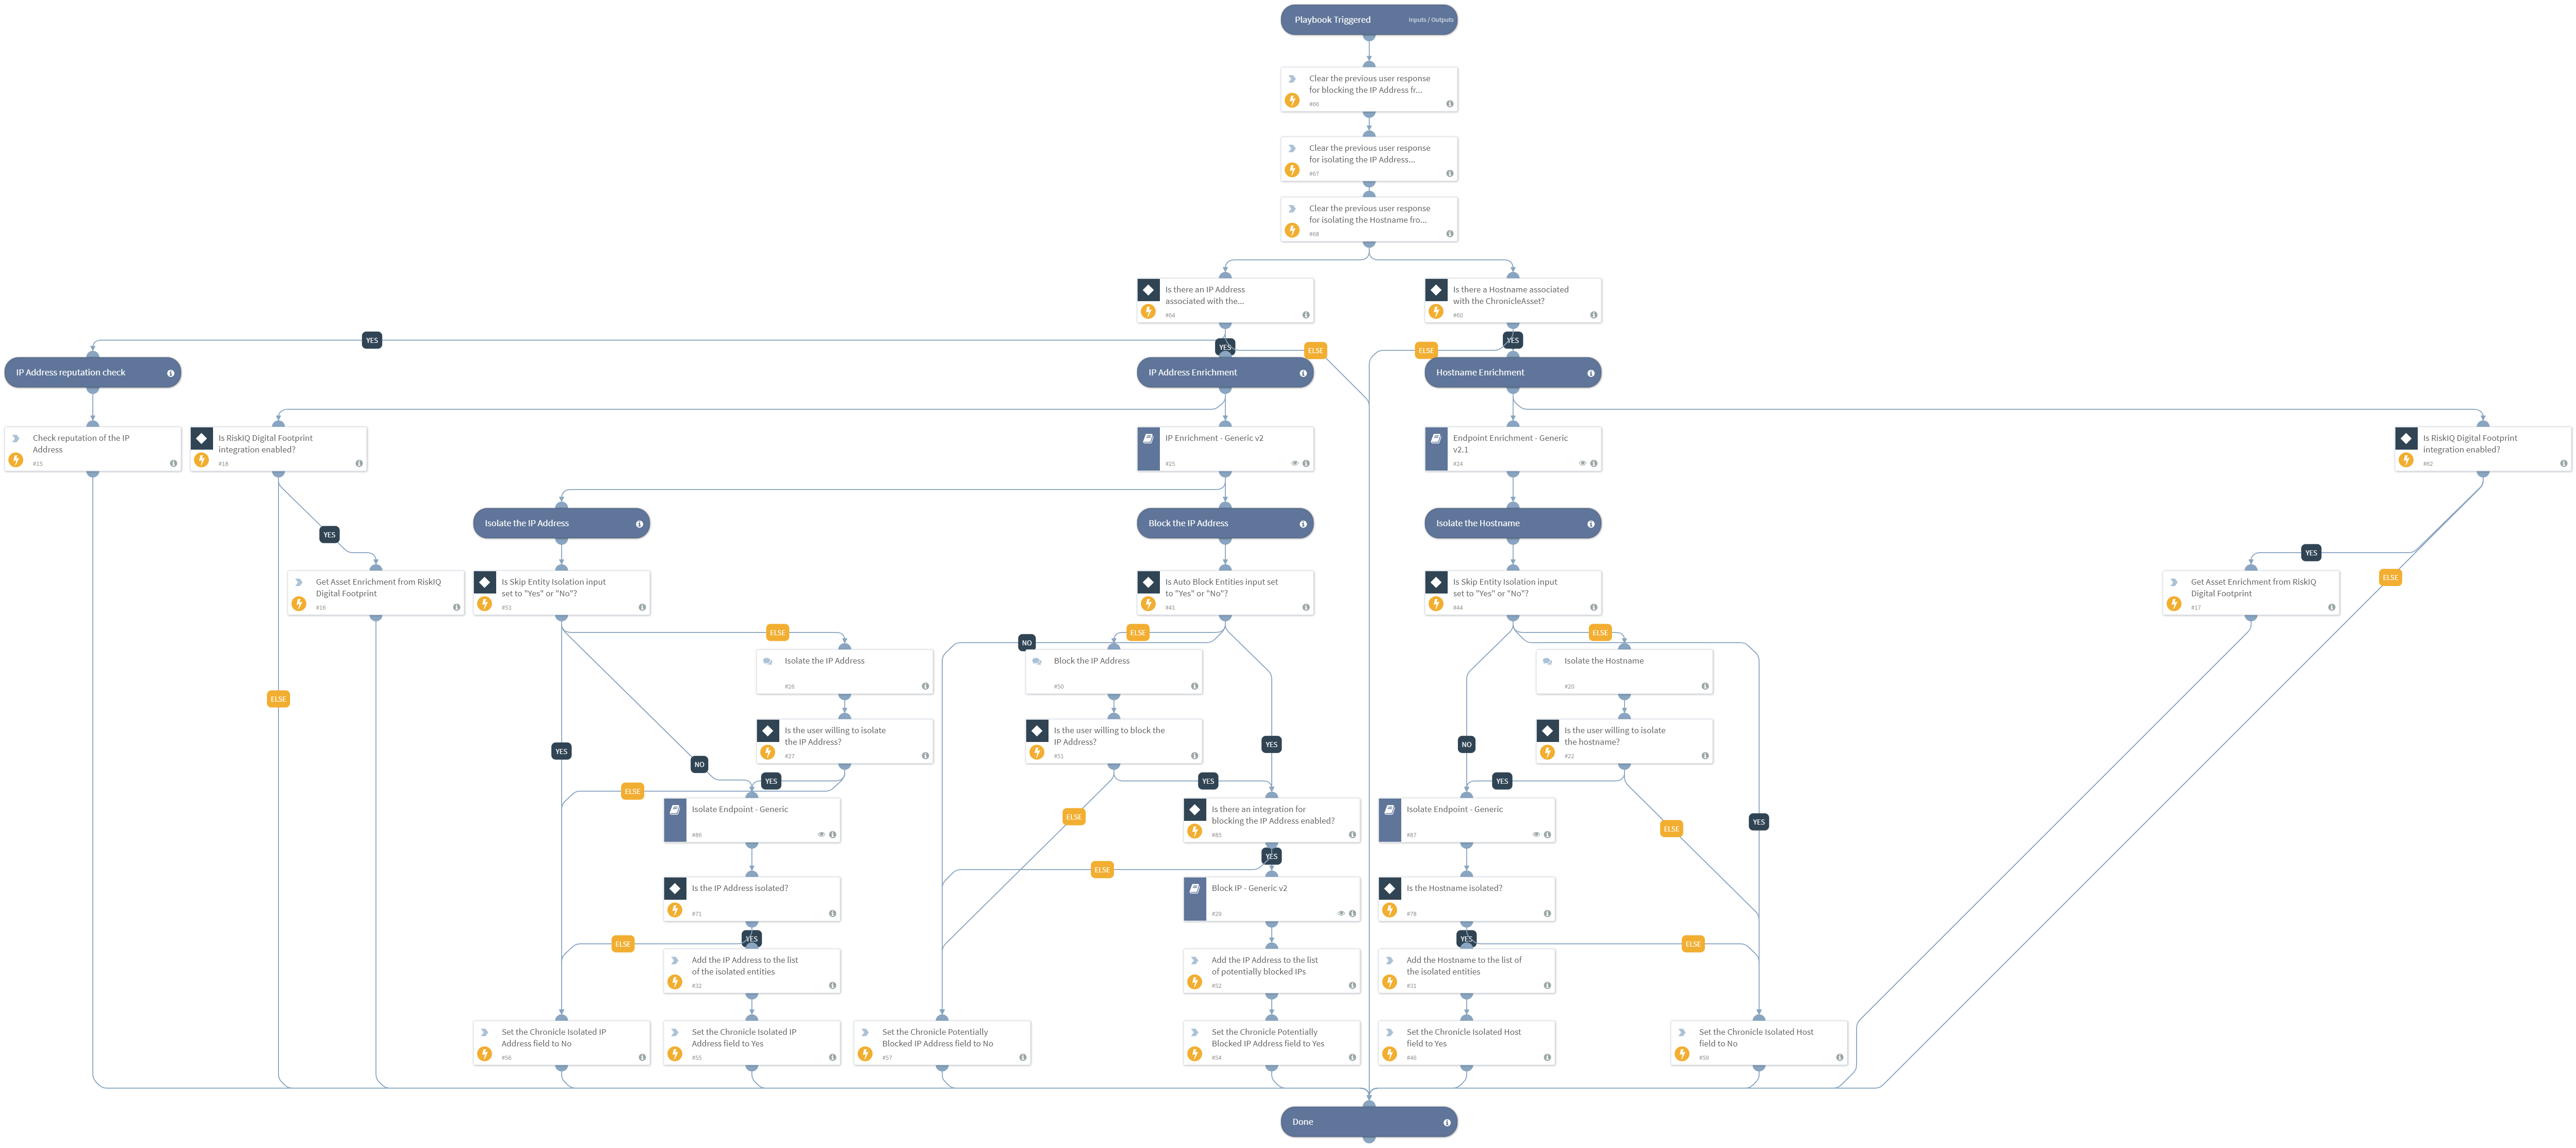 Playbook Triggered
Inputs / Outputs
Clear the previous user response
for blocking the IP Address fr...
#66
Clear the previous user response
for isolating the IP Address...
#67
Clear the previous user response
for isolating the Hostname fro...
#68
Is there an IP Address
associated with the...
#64
Is there a Hostname associated
with the ChronicleAsset?
#60
YES
YES
ELSE
ELSE
YES
IP Address reputation check
IP Address Enrichment
Hostname Enrichment
Check reputation of the IP
Address
#15
Is RiskIQ Digital Footprint
integration enabled?
#18
IP Enrichment - Generic v2
#25
Endpoint Enrichment - Generic
v2.1
#24
Is RiskIQ Digital Footprint
integration enabled?
#62
Isolate the IP Address
Block the IP Address
Isolate the Hostname
YES
YES
ELSE
Get Asset Enrichment from RiskIQ
Digital Footprint
#16
Is Skip Entity Isolation input
set to "Yes" or "No"?
#53
Is Auto Block Entities input set
to "Yes" or "No"?
#41
Is Skip Entity Isolation input
set to "Yes" or "No"?
#44
Get Asset Enrichment from RiskIQ
Digital Footprint
#17
ELSE
NO
ELSE
ELSE
Isolate the IP Address
#26
Block the IP Address
#50
Isolate the Hostname
#20
ELSE
Is the user willing to isolate
the IP Address?
#27
Is the user willing to block the
IP Address?
#51
Is the user willing to isolate
the hostname?
#22
YES
NO
YES
NO
YES
YES
YES
ELSE
ELSE
ELSE
YES
Isolate Endpoint - Generic
#86
Is there an integration for
blocking the IP Address enabled?
#85
Isolate Endpoint - Generic
#87
ELSE
YES
ELSE
Is the IP Address isolated?
#71
Block IP - Generic v2
#29
Is the Hostname isolated?
#78
ELSE
YES
YES
ELSE
Add the IP Address to the list
of the isolated entities
#32
Add the IP Address to the list
of potentially blocked IPs
#52
Add the Hostname to the list of
the isolated entities
#31
Set the Chronicle Isolated IP
Address field to No
#56
Set the Chronicle Isolated IP
Address field to Yes
#55
Set the Chronicle Potentially
Blocked IP Address field to No
#57
Set the Chronicle Potentially
Blocked IP Address field to Yes
#54
Set the Chronicle Isolated Host
field to Yes
#46
Set the Chronicle Isolated Host
field to No
#59
Done